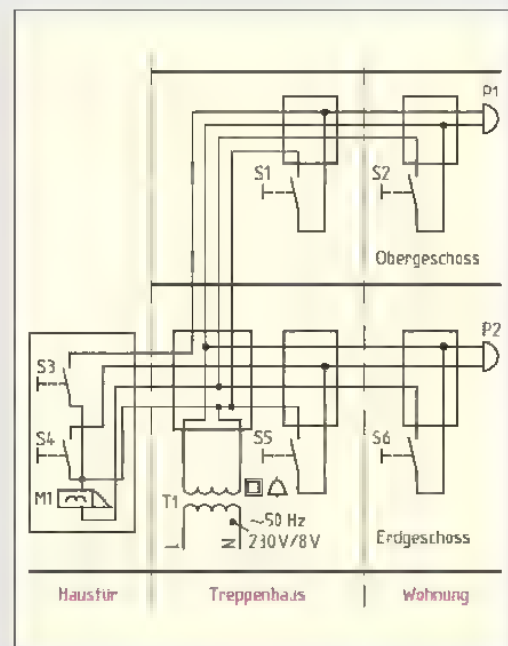 P1
S1
S2
Obergeschoss
P2
S3
S4
S5
S6
M1
T1
~50 Hz
230V/8V
L
N
Erdgeschoss
Haustür
Treppenhaus
Wohnung